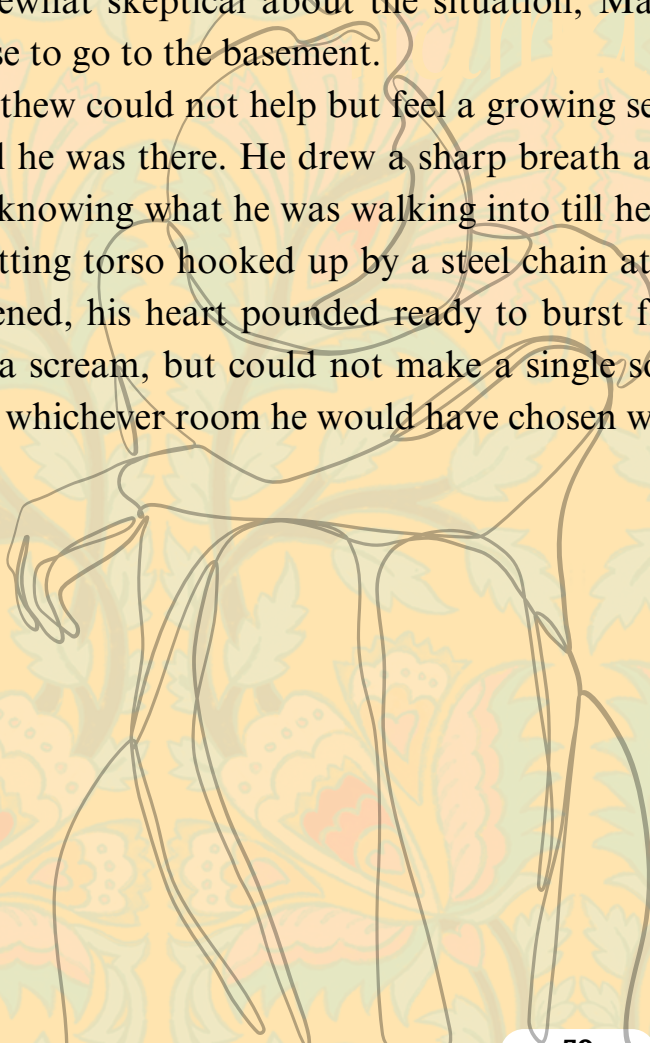 ewhat skeptical about the situation, Ma
se to go to the basement.
thew could not help but feel a growing se
l he was there. He drew a sharp breath a
knowing what he was walking into till he
tting torso hooked up by a steel chain at
ened, his heart pounded ready to burst f
a scream, but could not make a single so
whichever room he would have chosen w